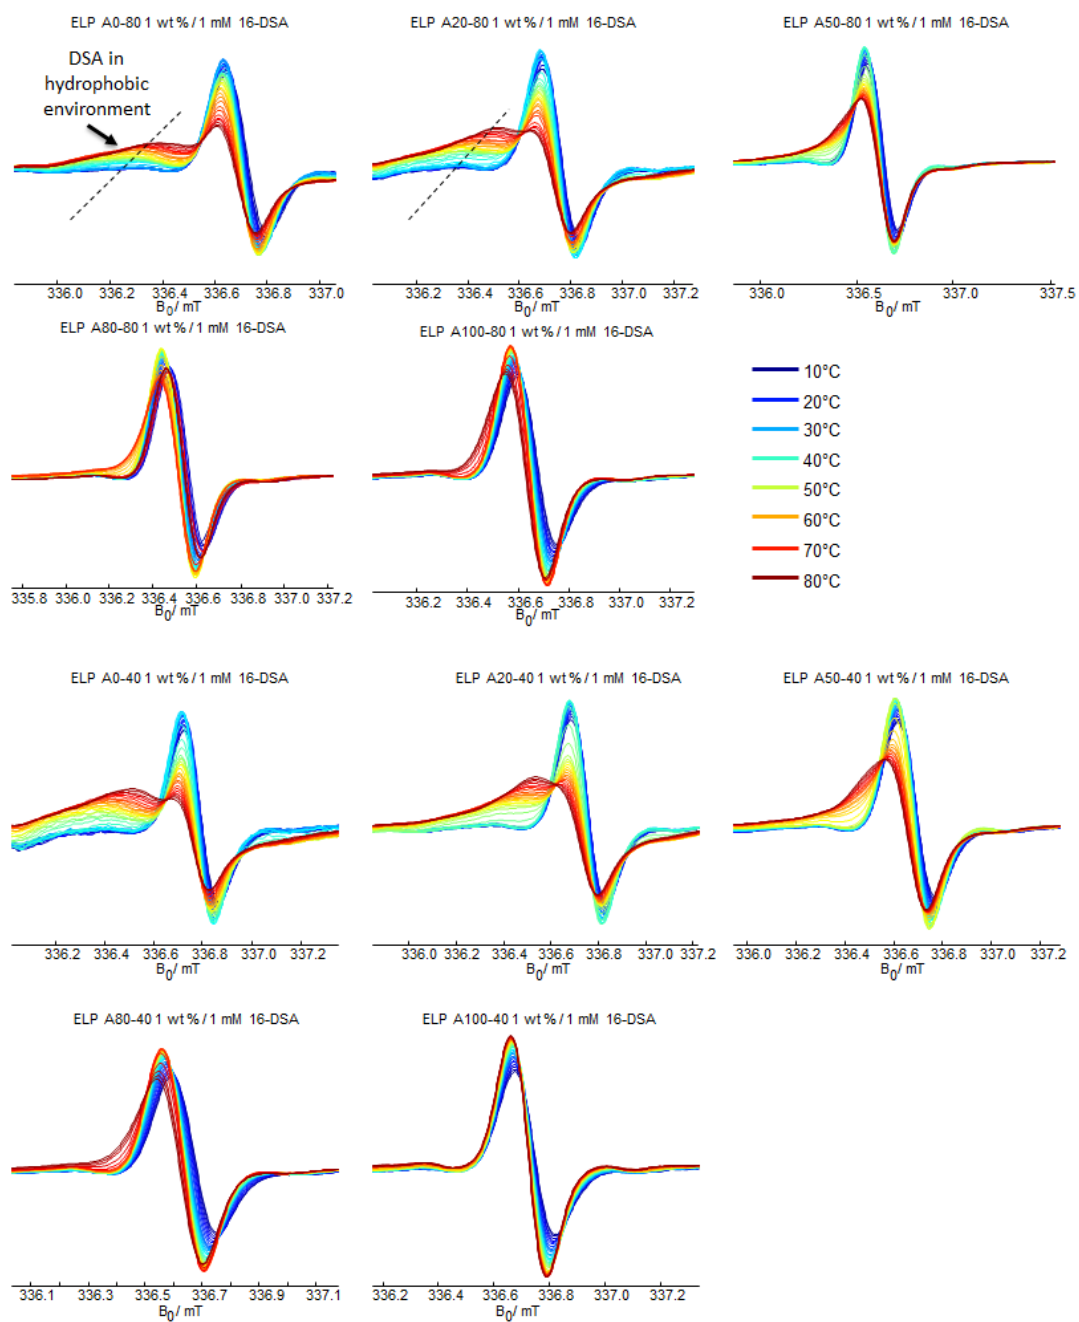 ELP A0-80 1 wt % / 1 mM 16-DSA
ELP A20-80 1 wt % / 1 mM 16-DSA
ELP A50-80 1 wt % / 1 mM 16-DSA
DSA in
hydrophobic
environment
336.0 336.2 336.4 336.6 336.8 337.0
B0/ mT
336.2 336.4 336.6 336.8 337.0 337.2
B0/ mT
336.0 336.5 337.0 337.5
B0/ mT
ELP A80-80 1 wt % / 1 mM 16-DSA
ELP A100-80 1 wt % / 1 mM 16-DSA
335.8 336.0 336.2 336.4 336.6 336.8 337.0 337.2
B0/ mT
336.2 336.4 336.6 336.8 337.0 337.2
B0/ mT
10°C
20°C
30°C
40°C
50°C
60°C
70°C
80°C
ELP A0-40 1 wt % / 1 mM 16-DSA
ELP A20-40 1 wt % / 1 mM 16-DSA
ELP A50-40 1 wt % / 1 mM 16-DSA
336.2 336.4 336.6 336.8 337.0 337.2
B0/ mT
336.0 336.2 336.4 336.6 336.8 337.0 337.2
B0/ mT
336.0 336.2 336.4 336.6 336.8 337.0 337.2
B0/ mT
ELP A80-40 1 wt % / 1 mM 16-DSA
ELP A100-40 1 wt % / 1 mM 16-DSA
336.1 336.3 336.5 336.7 336.9 337.1
B0/ mT
336.2 336.4 336.6 336.8 337.0 337.2
B0/ mT